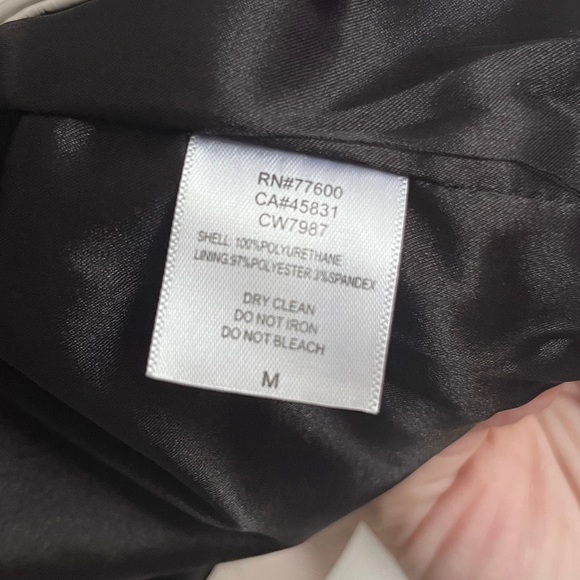 RN#77600
CA#45831
CW7987
SHELL: 100%POLYURETHANE
LINING:97%POLYESTER 3%SPANDEX
DRY CLEAN
DO NOT IRON
DO NOT BLEACH
M